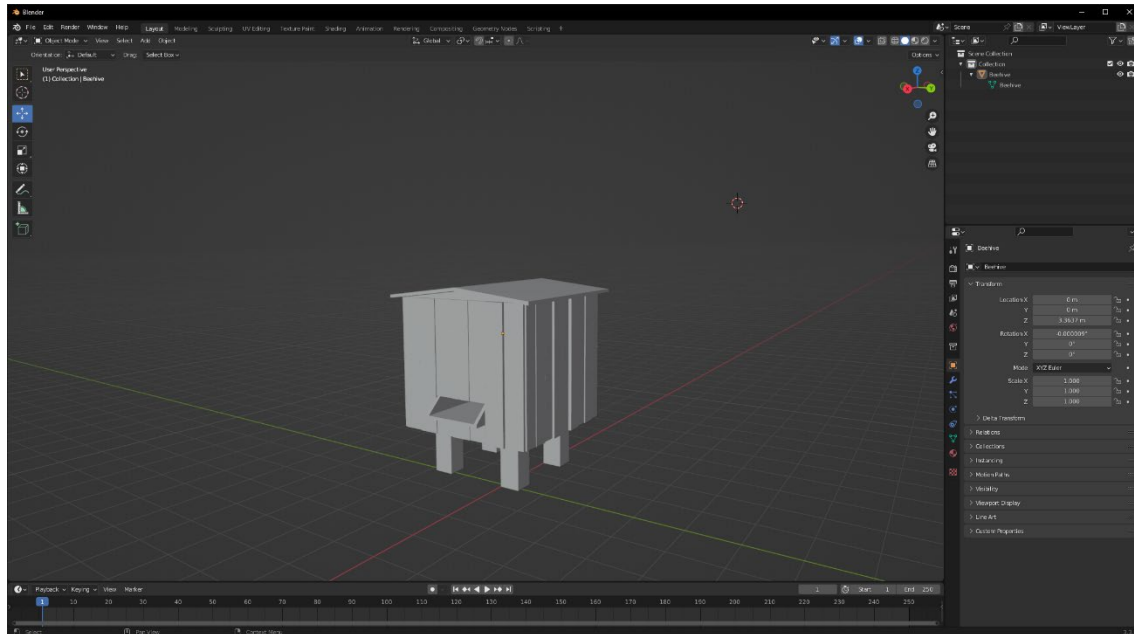 Blender
File Edit Render Window Help Layout Modeling Sculpting UV Editing Texture Paint Shading Animation Rendering Compositing Geometry Nodes Scripting + Scene ViewLayer
Object Mode View Select Add Object Global
Orientation: Default Drag: Select Box Options
User Perspective
(1) Collection | Beehive
Z
X
Y
Scene Collection
Collection
Beehive
Beehive
Beehive
Beehive
Transform
Location X 0 m
Y 0 m
Z 3.3637 m
Rotation X -0.000009°
Y 0°
Z 0°
Mode XYZ Euler
Scale X 1.000
Y 1.000
Z 1.000
Delta Transform
Relations
Collections
Instancing
Motion Paths
Visibility
Viewport Display
Line Art
Custom Properties
Playback Keying View Marker 1 Start 1 End 250
1 10 20 30 40 50 60 70 80 90 100 110 120 130 140 150 160 170 180 190 200 210 220 230 240 250
Select Pan View Context Menu